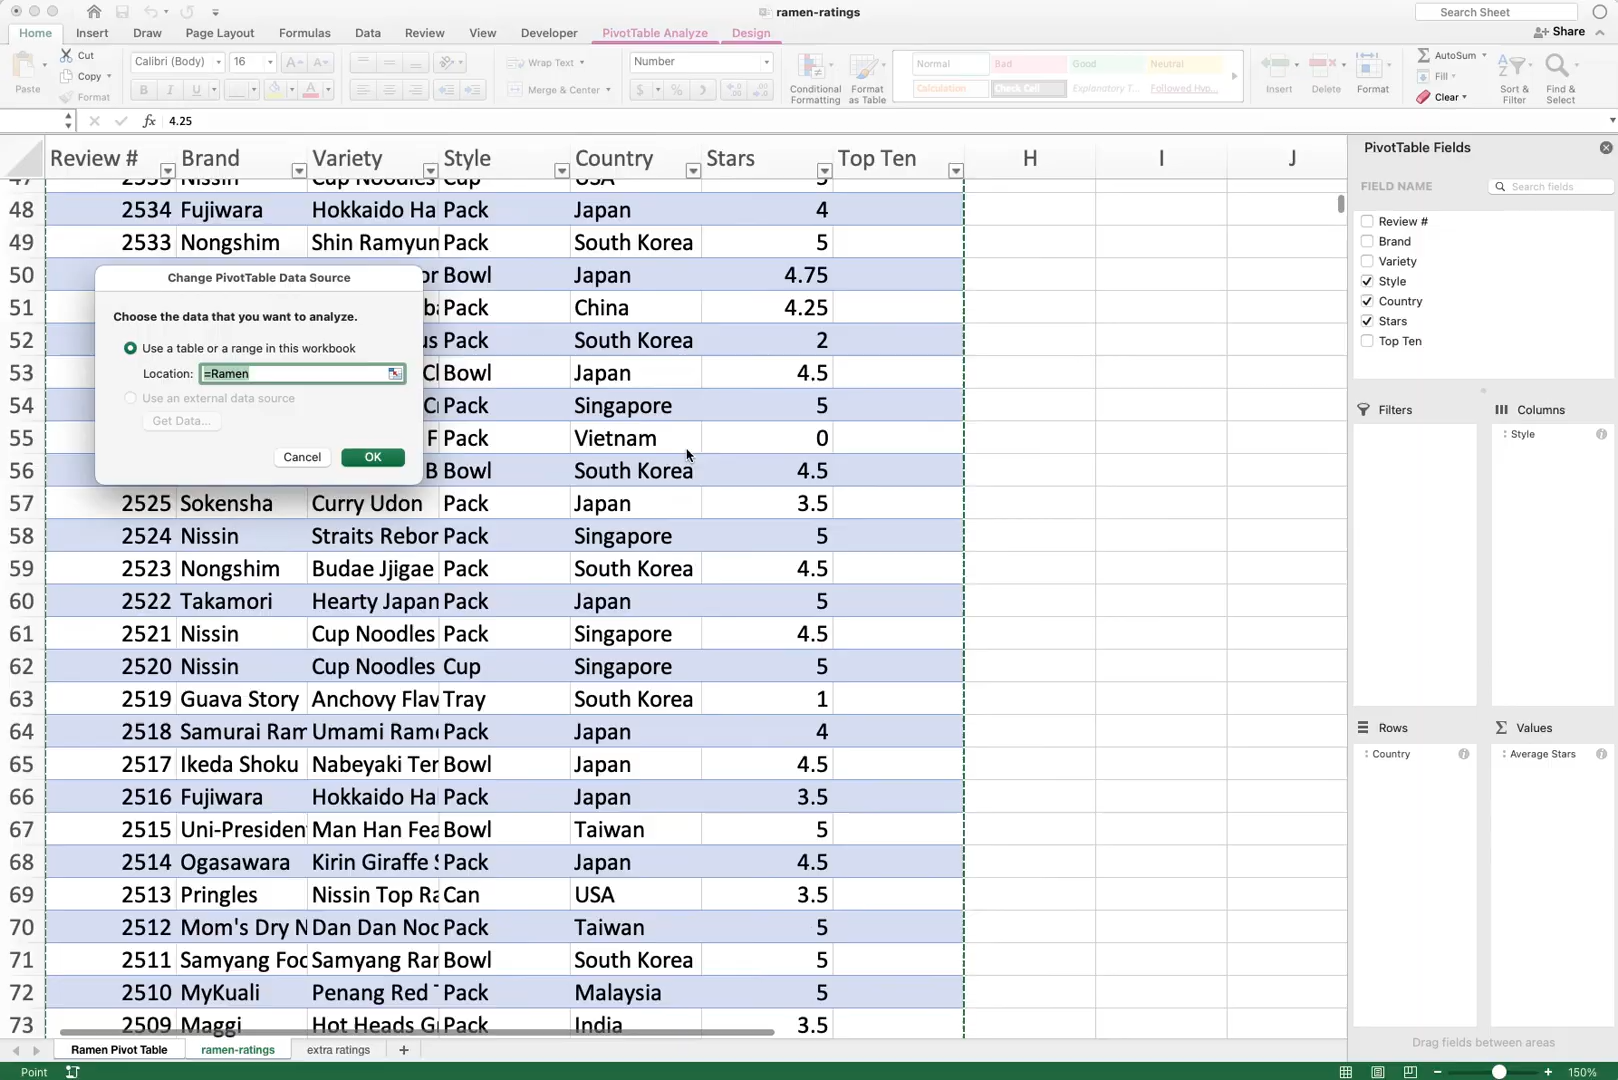 ramen-ratings
Search Sheet
Home Insert Draw Page Layout Formulas Data Review View Developer PivotTable Analyze Design Share
Paste Cut Copy Format
Calibri (Body) 16
Wrap Text Merge & Center
Number
Conditional Formatting Format as Table
Normal Bad Good Neutral
Calculation Check Cell Explanatory T... Followed Hyp...
Insert Delete Format
AutoSum Fill Clear
Sort & Filter Find & Select
fx 4.25
Review # Brand Variety Style Country Stars Top Ten H I J
47 2535 Nissin Cup Noodles Cup USA 5
48 2534 Fujiwara Hokkaido Ha Pack Japan 4
49 2533 Nongshim Shin Ramyun Pack South Korea 5
50 or Bowl Japan 4.75
51 Pack China 4.25
52 us Pack South Korea 2
53 Bowl Japan 4.5
54 Pack Singapore 5
55 F Pack Vietnam 0
56 B Bowl South Korea 4.5
57 2525 Sokensha Curry Udon Pack Japan 3.5
58 2524 Nissin Straits Rebor Pack Singapore 5
59 2523 Nongshim Budae Jjigae Pack South Korea 4.5
60 2522 Takamori Hearty Japan Pack Japan 5
61 2521 Nissin Cup Noodles Pack Singapore 4.5
62 2520 Nissin Cup Noodles Cup Singapore 5
63 2519 Guava Story Anchovy Flav Tray South Korea 1
64 2518 Samurai Ram Umami Ram Pack Japan 4
65 2517 Ikeda Shoku Nabeyaki Ter Bowl Japan 4.5
66 2516 Fujiwara Hokkaido Ha Pack Japan 3.5
67 2515 Uni-President Man Han Fea Bowl Taiwan 5
68 2514 Ogasawara Kirin Giraffe Pack Japan 4.5
69 2513 Pringles Nissin Top Ra Can USA 3.5
70 2512 Mom's Dry N Dan Dan Noo Pack Taiwan 5
71 2511 Samyang Foo Samyang Ran Bowl South Korea 5
72 2510 MyKuali Penang Red Pack Malaysia 5
73 2509 Maggi Hot Heads G Pack India 3.5
Change PivotTable Data Source
Choose the data that you want to analyze.
Use a table or a range in this workbook
Location: =Ramen
Use an external data source
Get Data...
Cancel OK
PivotTable Fields
FIELD NAME Search fields
Review #
Brand
Variety
Style
Country
Stars
Top Ten
Filters Columns
Style
Rows Values
Country Average Stars
Drag fields between areas
Ramen Pivot Table ramen-ratings extra ratings +
Point 150%